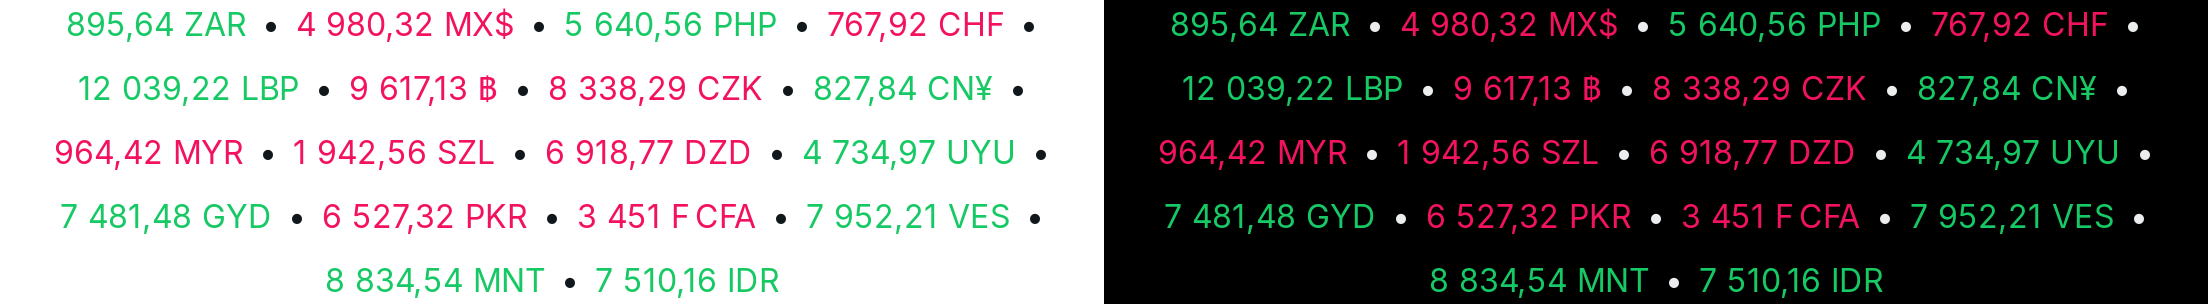 895,64 ZAR • 4 980,32 MX$ • 5 640,56 PHP • 767,92 CHF •
12 039,22 LBP • 9 617,13 ฿ • 8 338,29 CZK • 827,84 CN¥ •
964,42 MYR • 1 942,56 SZL • 6 918,77 DZD • 4 734,97 UYU •
7 481,48 GYD • 6 527,32 PKR • 3 451 F CFA • 7 952,21 VES •
8 834,54 MNT • 7 510,16 IDR
895,64 ZAR • 4 980,32 MX$ • 5 640,56 PHP • 767,92 CHF •
12 039,22 LBP • 9 617,13 ฿ • 8 338,29 CZK • 827,84 CN¥ •
964,42 MYR • 1 942,56 SZL • 6 918,77 DZD • 4 734,97 UYU •
7 481,48 GYD • 6 527,32 PKR • 3 451 F CFA • 7 952,21 VES •
8 834,54 MNT • 7 510,16 IDR